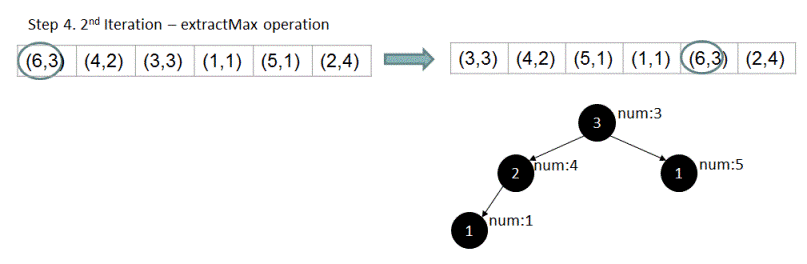 Step 4. 2nd Iteration – extractMax operation
(6,3) (4,2) (3,3) (1,1) (5,1) (2,4)
(3,3) (4,2) (5,1) (1,1) (6,3) (2,4)
3 num:3
2 num:4
1 num:5
1 num:1